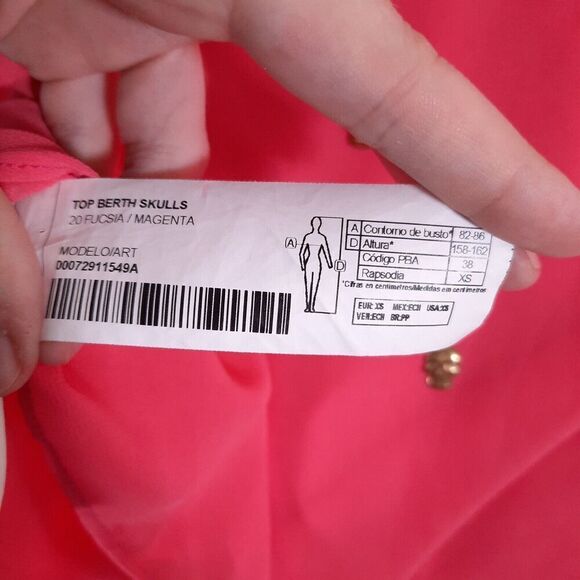 TOP BERTH SKULLS
20 FUCSIA / MAGENTA
MODELO/ART
00072911549A
(A)
(D)
A Contorno de busto* 82-86
D Altura* 158-162
Código PBA 38
Rapsodia XS
*Cifras en centímetros/Medidas em centímetros
EUR: XS MEX:ECH USA:XS
VEN:ECH BR:PP